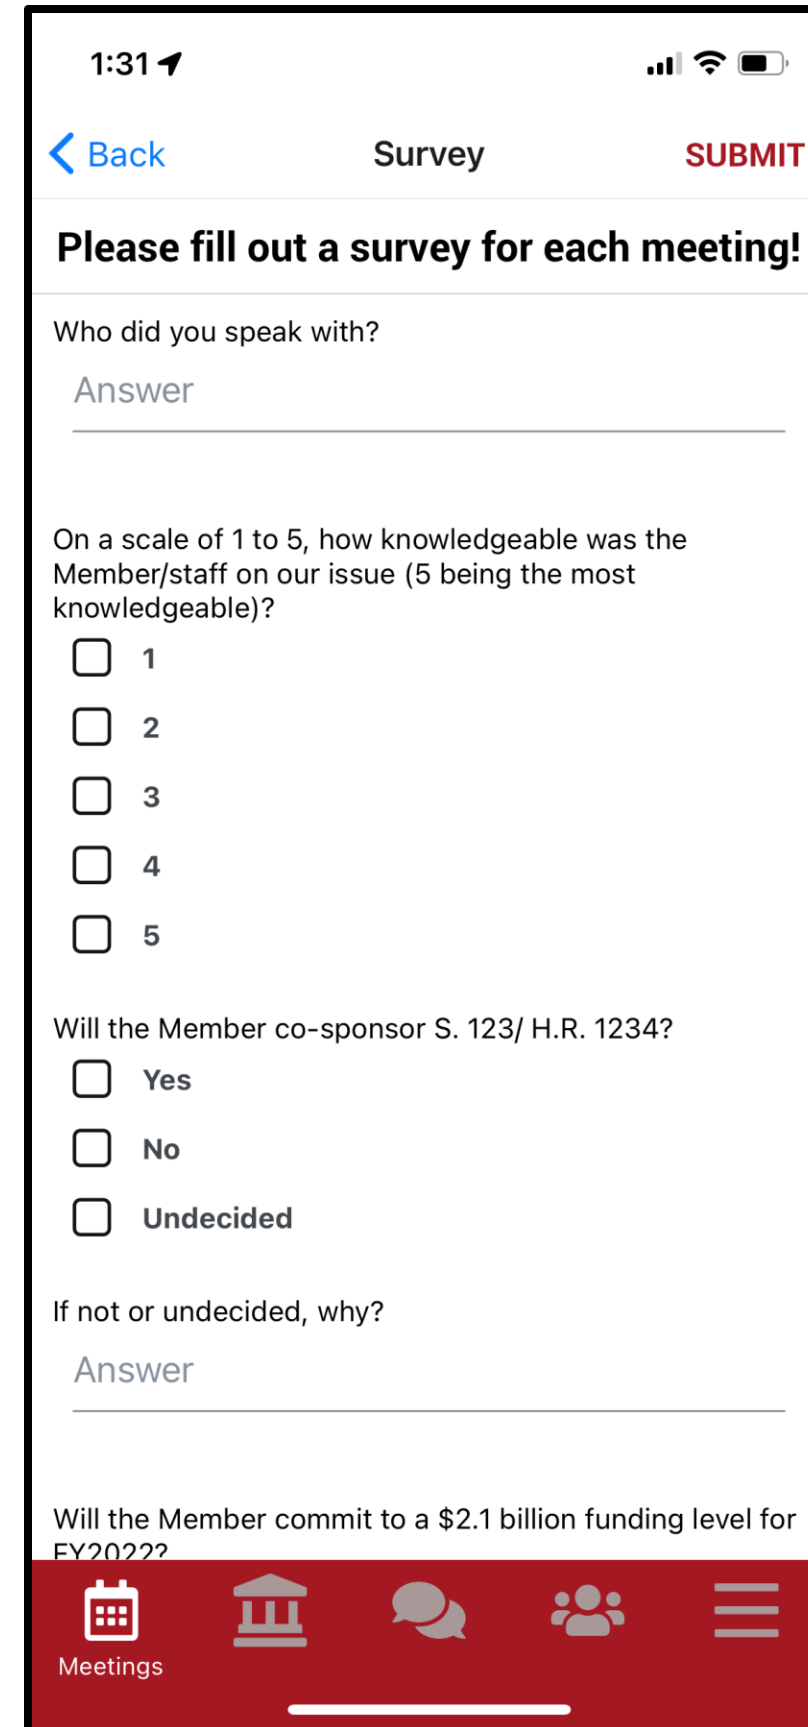 1:31
Back
Survey
SUBMIT
Please fill out a survey for each meeting!
Who did you speak with?
Answer
On a scale of 1 to 5, how knowledgeable was the
Member/staff on our issue (5 being the most
knowledgeable)?
1
2
3
4
5
Will the Member co-sponsor S. 123/ H.R. 1234?
Yes
No
Undecided
If not or undecided, why?
Answer
Will the Member commit to a $2.1 billion funding level for
FY2022?
Meetings